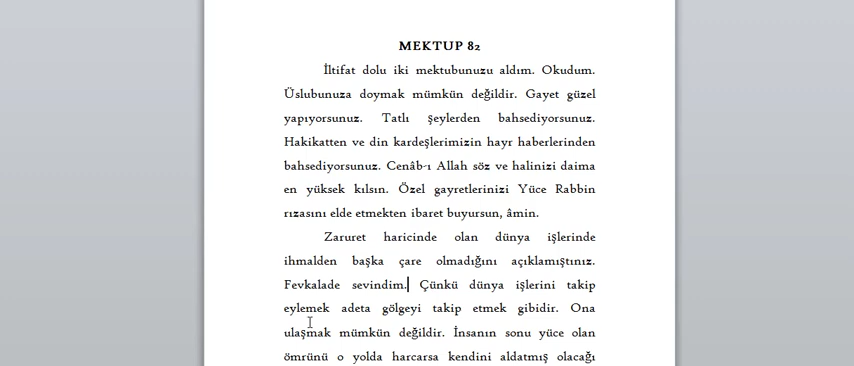 MEKTUP 82
İltifat dolu iki mektubunuzu aldım. Okudum.
Üslubunuza doymak mümkün değildir. Gayet güzel
yapıyorsunuz. Tatlı şeylerden bahsediyorsunuz.
Hakikatten ve din kardeşlerimizin hayr haberlerinden
bahsediyorsunuz. Cenâb-ı Allah söz ve halinizi daima
en yüksek kılsın. Özel gayretlerinizi Yüce Rabbin
rızasını elde etmekten ibaret buyursun, âmin.
Zaruret haricinde olan dünya işlerinde
ihmalden başka çare olmadığını açıklamıştınız.
Fevkalade sevindim. Çünkü dünya işlerini takip
eylemek adeta gölgeyi takip etmek gibidir. Ona
ulaşmak mümkün değildir. İnsanın sonu yüce olan
ömrünü o yolda harcarsa kendini aldatmış olacağı